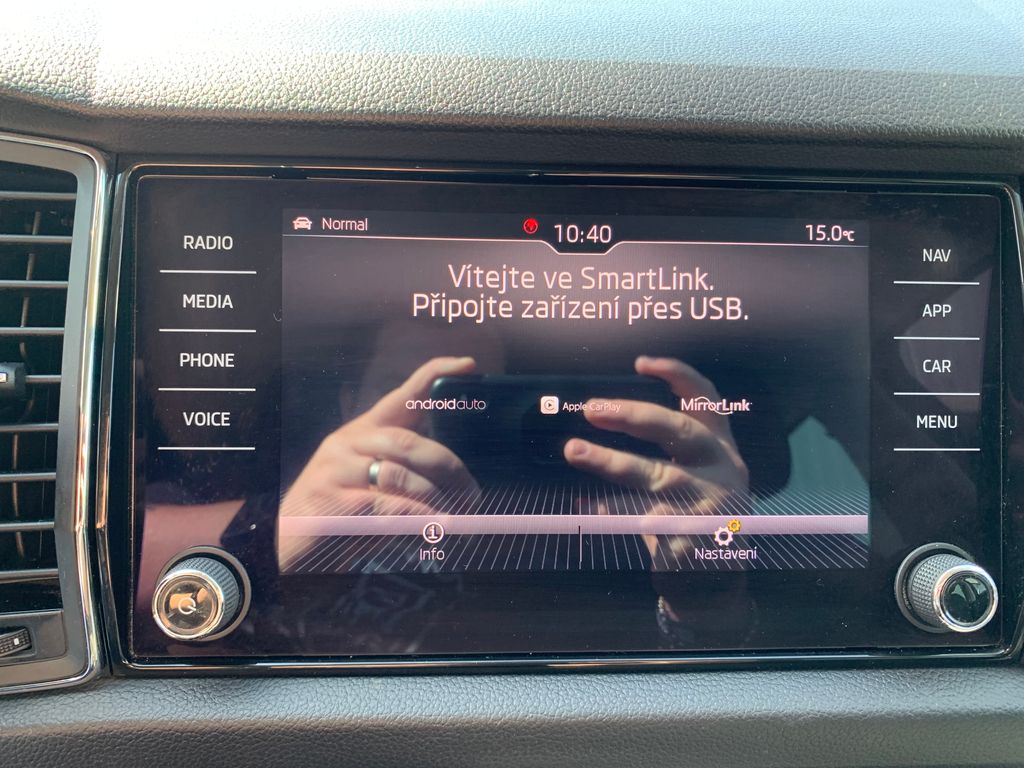 Normal
10:40
15.0°C
RADIO
MEDIA
PHONE
VOICE
NAV
APP
CAR
MENU
Vítejte ve SmartLink.
Připojte zařízení přes USB.
androidauto
Apple CarPlay
MirrorLink
Info
Nastavení